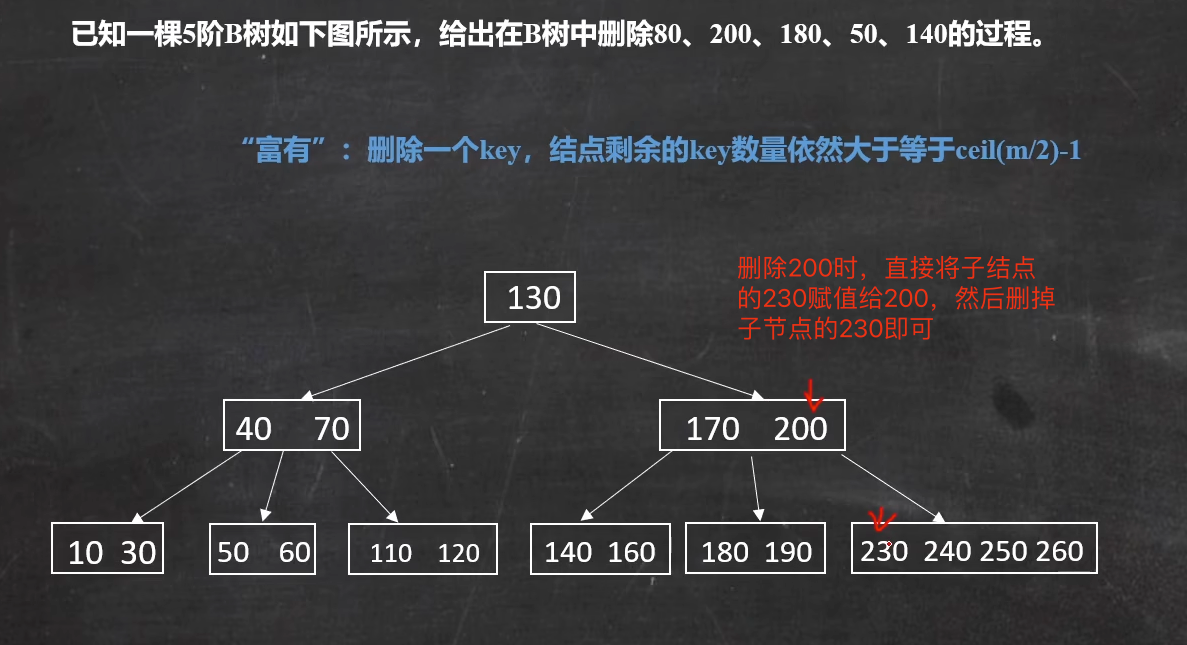 已知一棵5阶B树如下图所示，给出在B树中删除80、200、180、50、140的过程。
“富有”：删除一个key，结点剩余的key数量依然大于等于ceil(m/2)-1
删除200时，直接将子结点
的230赋值给200，然后删掉
子节点的230即可
130
40 70
170 200
10 30
50 60
110 120
140 160
180 190
230 240 250 260